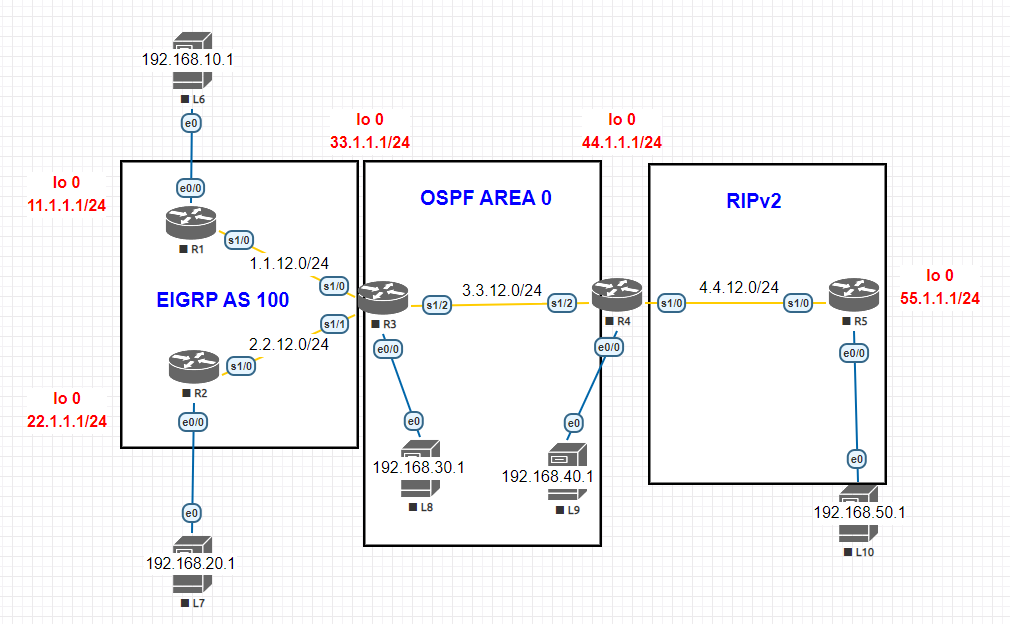 192.168.10.1
L6
e0
lo 0
33.1.1.1/24
lo 0
44.1.1.1/24
lo 0
11.1.1.1/24
e0/0
R1
s1/0
1.1.12.0/24
s1/0
EIGRP AS 100
OSPF AREA 0
RIPv2
s1/1
2.2.12.0/24
s1/0
R2
e0/0
lo 0
22.1.1.1/24
R3
s1/2
3.3.12.0/24
s1/2
R4
s1/0
4.4.12.0/24
s1/0
R5
lo 0
55.1.1.1/24
e0/0
e0/0
e0/0
e0
192.168.30.1
L8
e0
192.168.40.1
L9
e0
192.168.50.1
L10
e0
192.168.20.1
L7